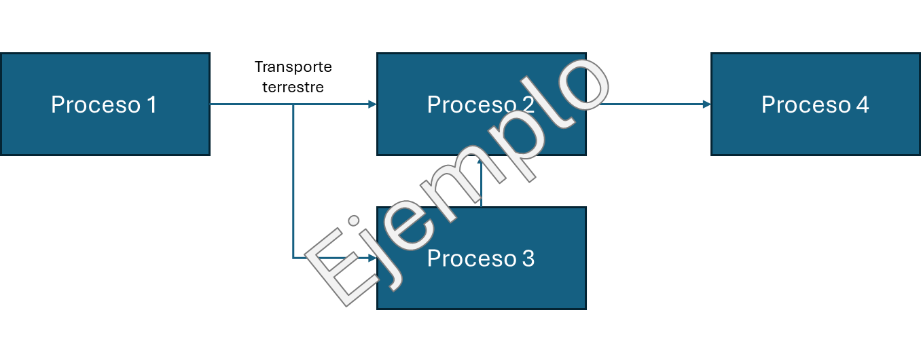 Proceso 1
Transporte
terrestre
Proceso 2
Proceso 4
Proceso 3
Ejemplo